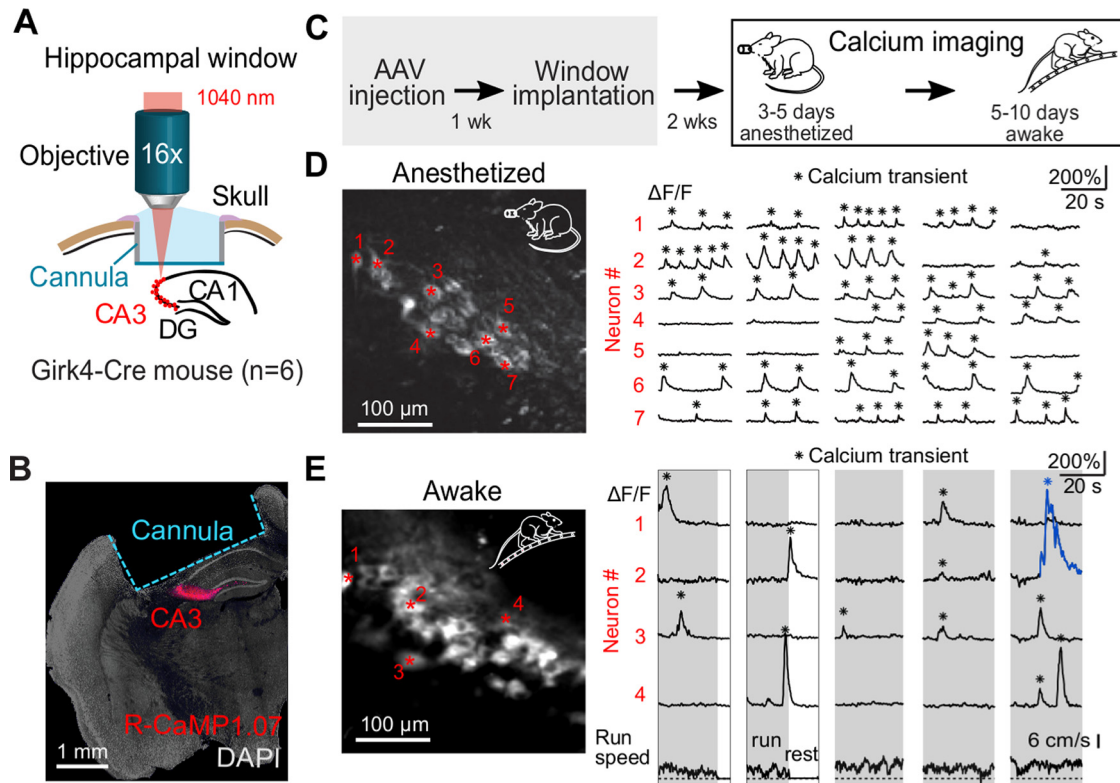 A
Hippocampal window
1040 nm
Objective
16x
Skull
Cannula
CA1
CA3
DG
Girk4-Cre mouse (n=6)
B
Cannula
CA3
R-CaMP1.07
1 mm
DAPI
C
AAV
injection
1 wk
Window
implantation
2 wks
Calcium imaging
3-5 days
anesthetized
5-10 days
awake
D
Anesthetized
1
2
3
4
5
6
7
100 µm
* Calcium transient
200%
20 s
ΔF/F
Neuron #
1
2
3
4
5
6
7
E
Awake
1
2
3
4
100 µm
* Calcium transient
200%
20 s
ΔF/F
Neuron #
1
2
3
4
Run
speed
run
rest
6 cm/s